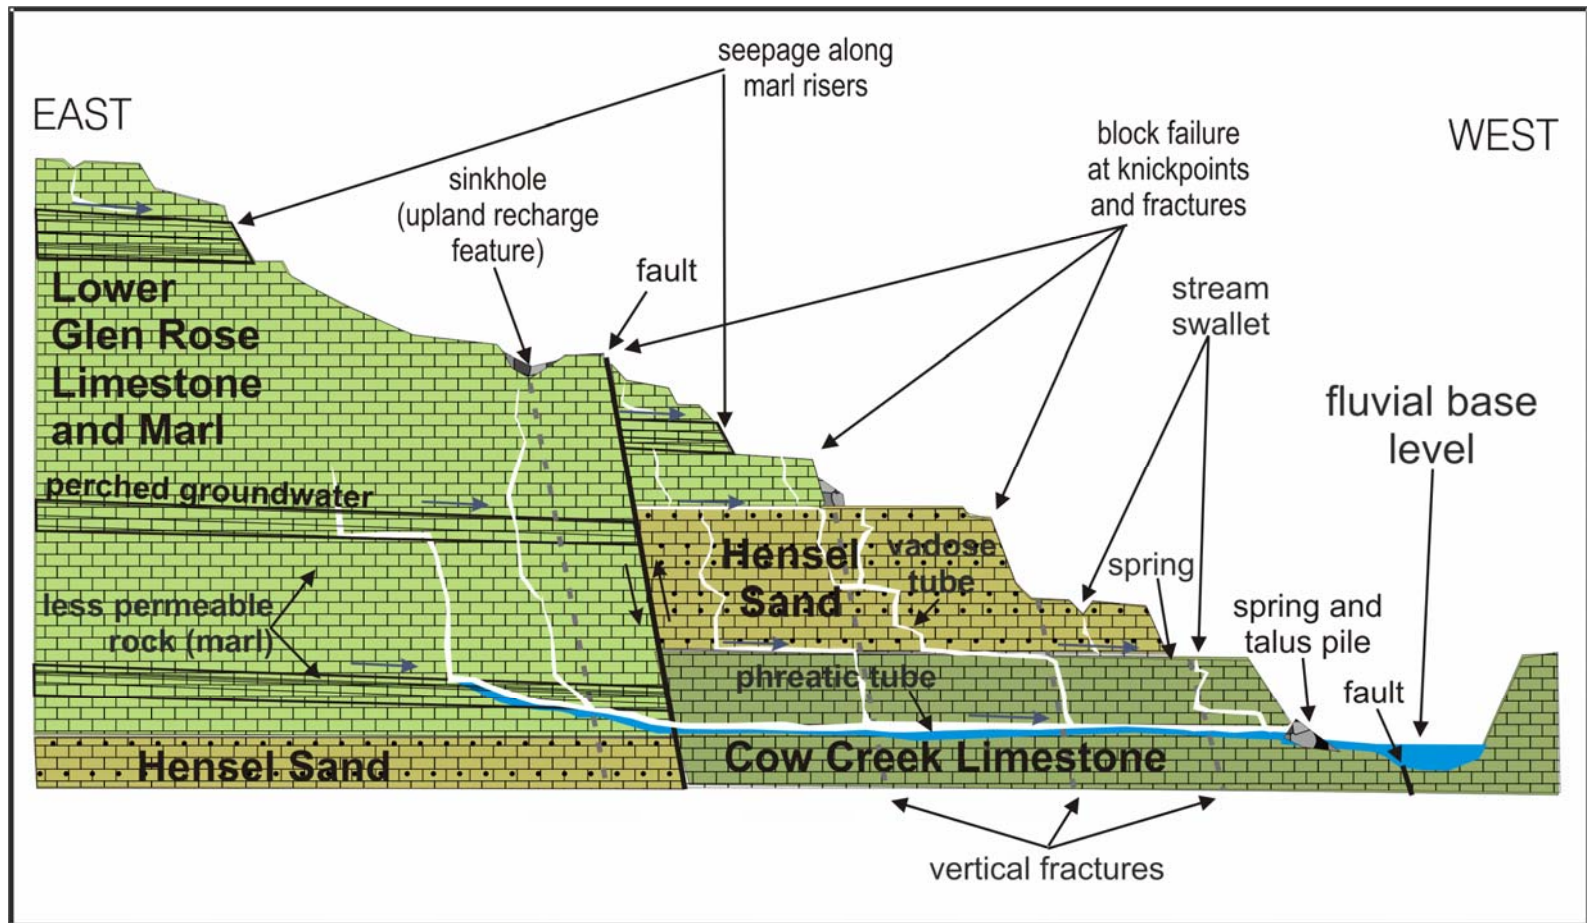 seepage along
marl risers
EAST
WEST
block failure
at knickpoints
and fractures
sinkhole
(upland recharge
feature)
fault
stream
swallet
Lower
Glen Rose
Limestone
and Marl
fluvial base
level
perched groundwater
Hensel
Sand
vadose
tube
spring
less permeable
rock (marl)
spring and
talus pile
phreatic tube
fault
Hensel Sand
Cow Creek Limestone
vertical fractures